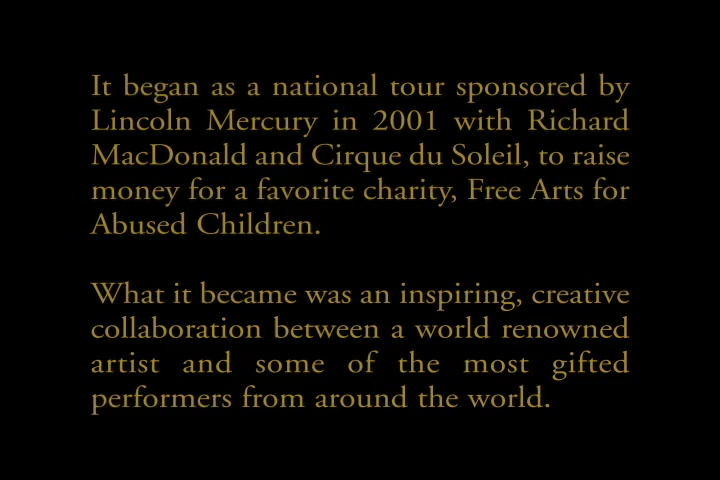 It began as a national tour sponsored by
Lincoln Mercury in 2001 with Richard
MacDonald and Cirque du Soleil, to raise
money for a favorite charity, Free Arts for
Abused Children.
What it became was an inspiring, creative
collaboration between a world renowned
artist and some of the most gifted
performers from around the world.